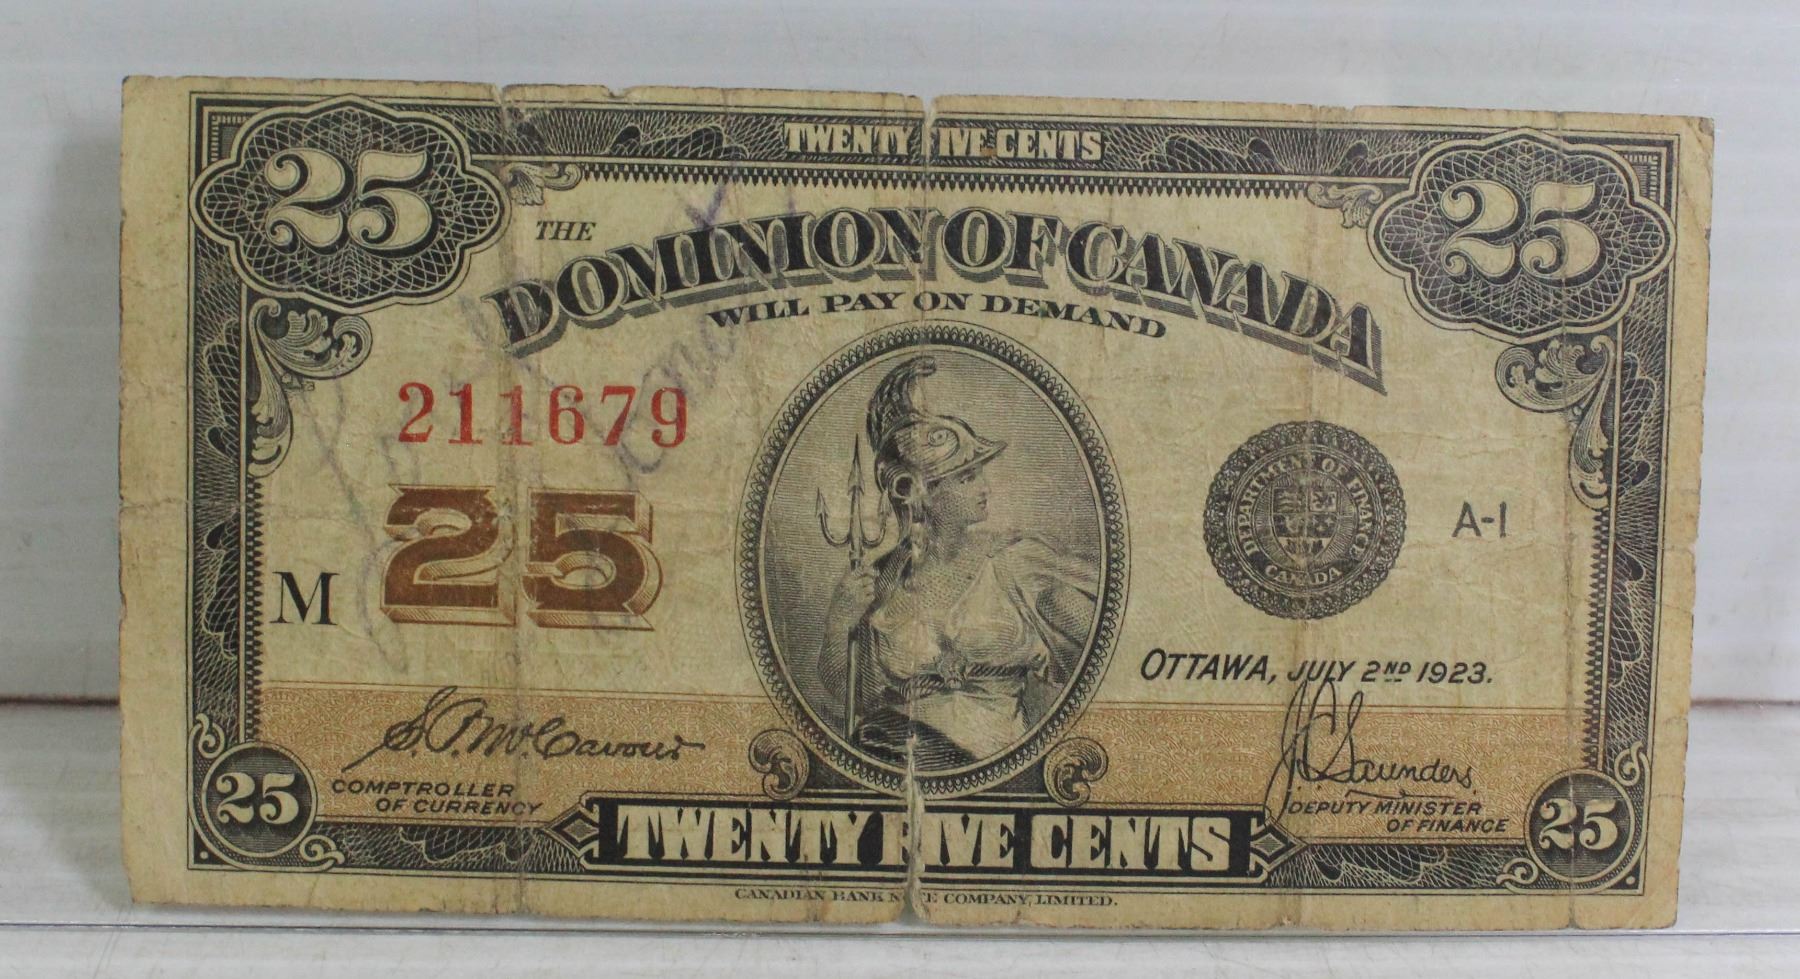 TWENTY FIVE CENTS
25
25
THE
DOMINION OF CANADA
WILL PAY ON DEMAND
211679
25
M
DEPARTMENT OF FINANCE
CANADA
A-1
OTTAWA, JULY 2ND 1923.
J.C. Saunders
COMPTROLLER
OF CURRENCY
DEPUTY MINISTER
OF FINANCE
25
25
TWENTY FIVE CENTS
CANADIAN BANK NOTE COMPANY, LIMITED.